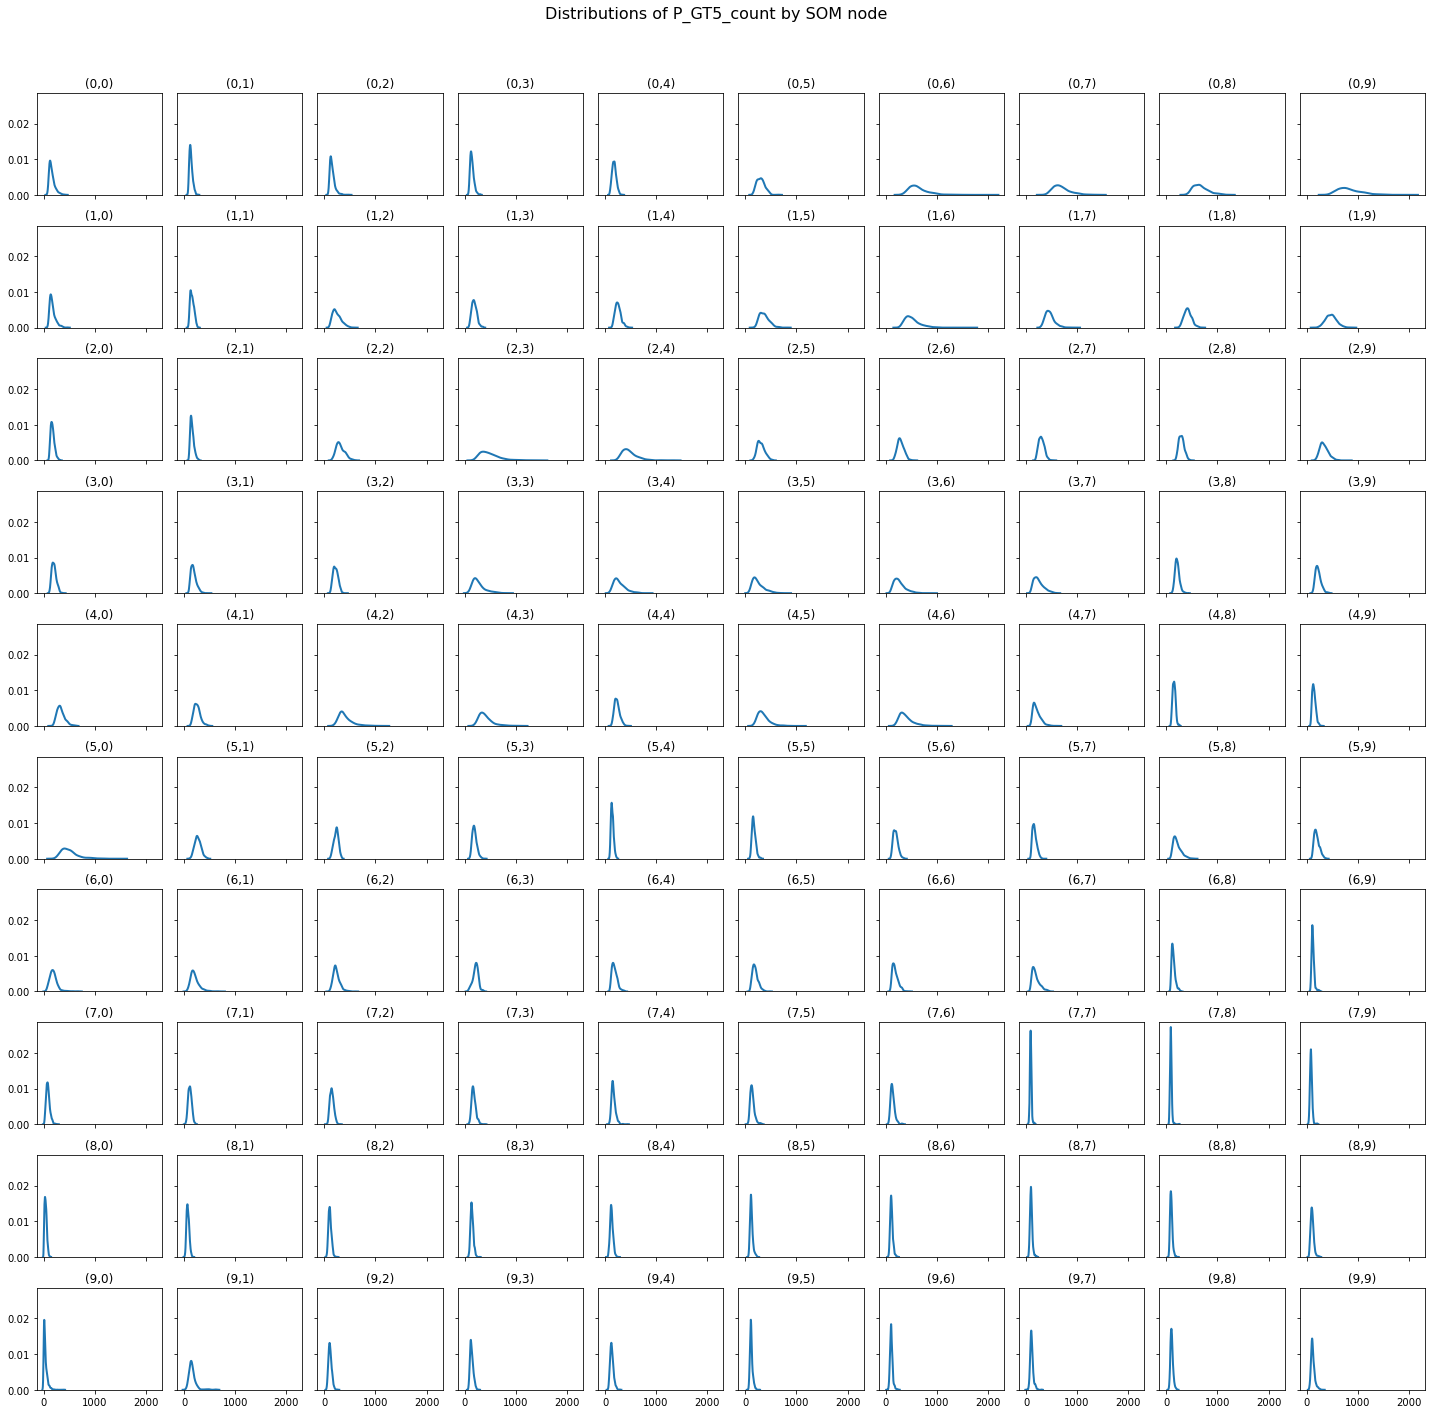 Distributions of P_GT5_count by SOM node
(0,0) (0,1) (0,2) (0,3) (0,4) (0,5) (0,6) (0,7) (0,8) (0,9)
0.02
0.01
0.00
(1,0) (1,1) (1,2) (1,3) (1,4) (1,5) (1,6) (1,7) (1,8) (1,9)
0.02
0.01
0.00
(2,0) (2,1) (2,2) (2,3) (2,4) (2,5) (2,6) (2,7) (2,8) (2,9)
0.02
0.01
0.00
(3,0) (3,1) (3,2) (3,3) (3,4) (3,5) (3,6) (3,7) (3,8) (3,9)
0.02
0.01
0.00
(4,0) (4,1) (4,2) (4,3) (4,4) (4,5) (4,6) (4,7) (4,8) (4,9)
0.02
0.01
0.00
(5,0) (5,1) (5,2) (5,3) (5,4) (5,5) (5,6) (5,7) (5,8) (5,9)
0.02
0.01
0.00
(6,0) (6,1) (6,2) (6,3) (6,4) (6,5) (6,6) (6,7) (6,8) (6,9)
0.02
0.01
0.00
(7,0) (7,1) (7,2) (7,3) (7,4) (7,5) (7,6) (7,7) (7,8) (7,9)
0.02
0.01
0.00
(8,0) (8,1) (8,2) (8,3) (8,4) (8,5) (8,6) (8,7) (8,8) (8,9)
0.02
0.01
0.00
(9,0) (9,1) (9,2) (9,3) (9,4) (9,5) (9,6) (9,7) (9,8) (9,9)
0.02
0.01
0.00
0 1000 2000 0 1000 2000 0 1000 2000 0 1000 2000 0 1000 2000 0 1000 2000 0 1000 2000 0 1000 2000 0 1000 2000 0 1000 2000